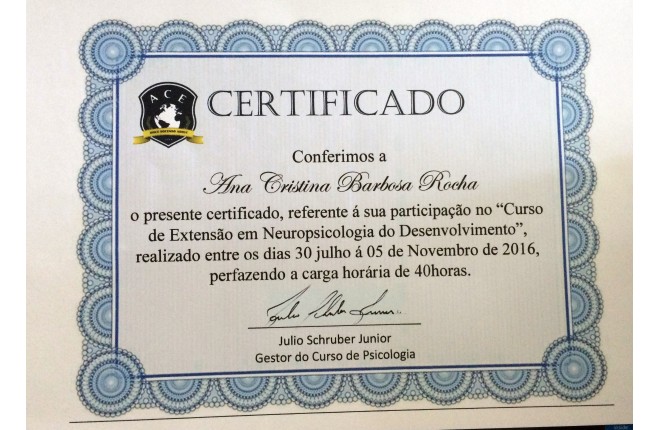 ACE
CERTIFICADO
Conferimos a
Ana Cristina Barbosa Rocha
o presente certificado, referente á sua participação no “Curso
de Extensão em Neuropsicologia do Desenvolvimento”,
realizado entre os dias 30 julho á 05 de Novembro de 2016,
perfazendo a carga horária de 40horas.
Julio Schruber Junior
Gestor do Curso de Psicologia